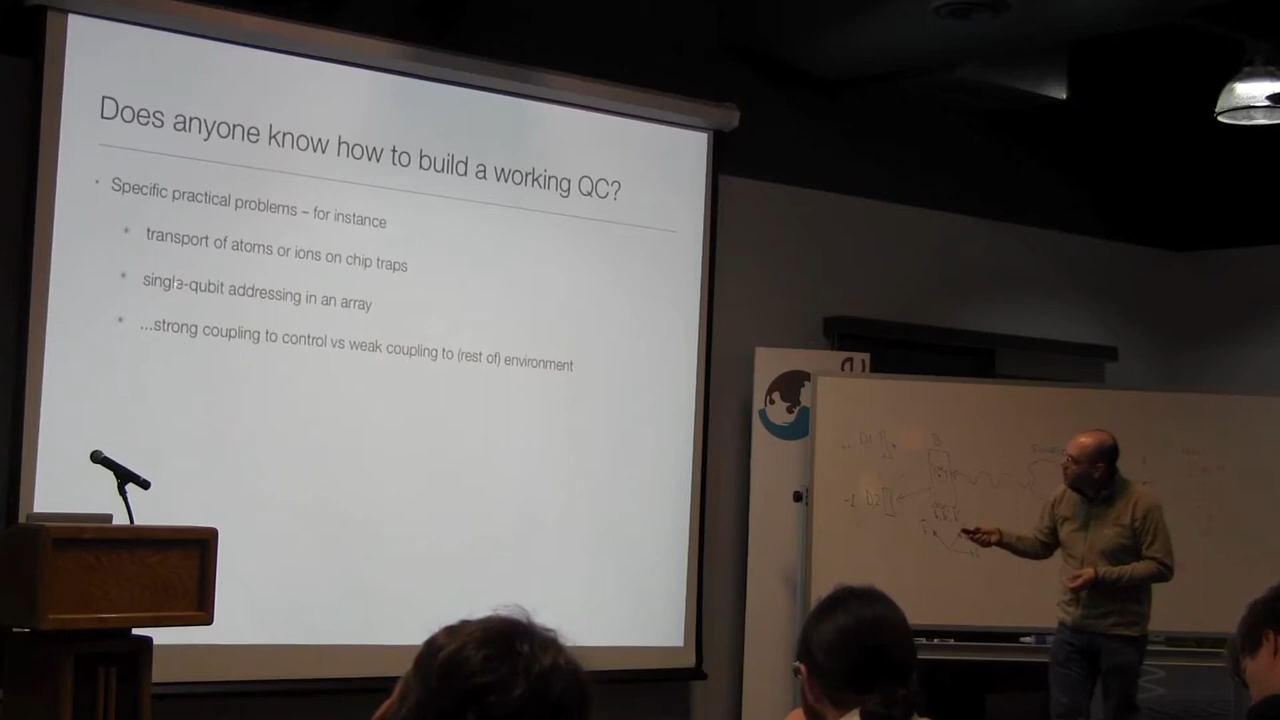 Does anyone know how to build a working QC?
• Specific practical problems – for instance
* transport of atoms or ions on chip traps
* single-qubit addressing in an array
* ...strong coupling to control vs weak coupling to (rest of) environment
D1
D2